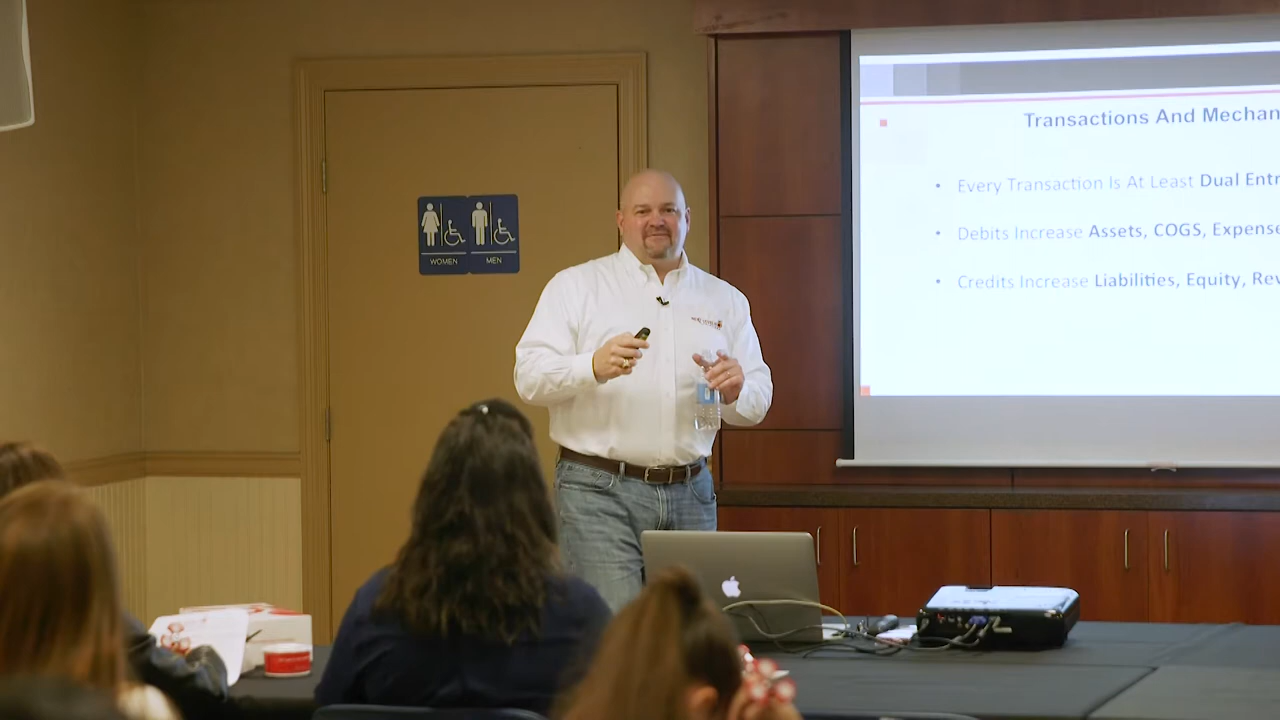 Transactions And Mechan
• Every Transaction Is At Least Dual Entr
• Debits Increase Assets, COGS, Expense
• Credits Increase Liabilities, Equity, Rev
WOMEN
MEN